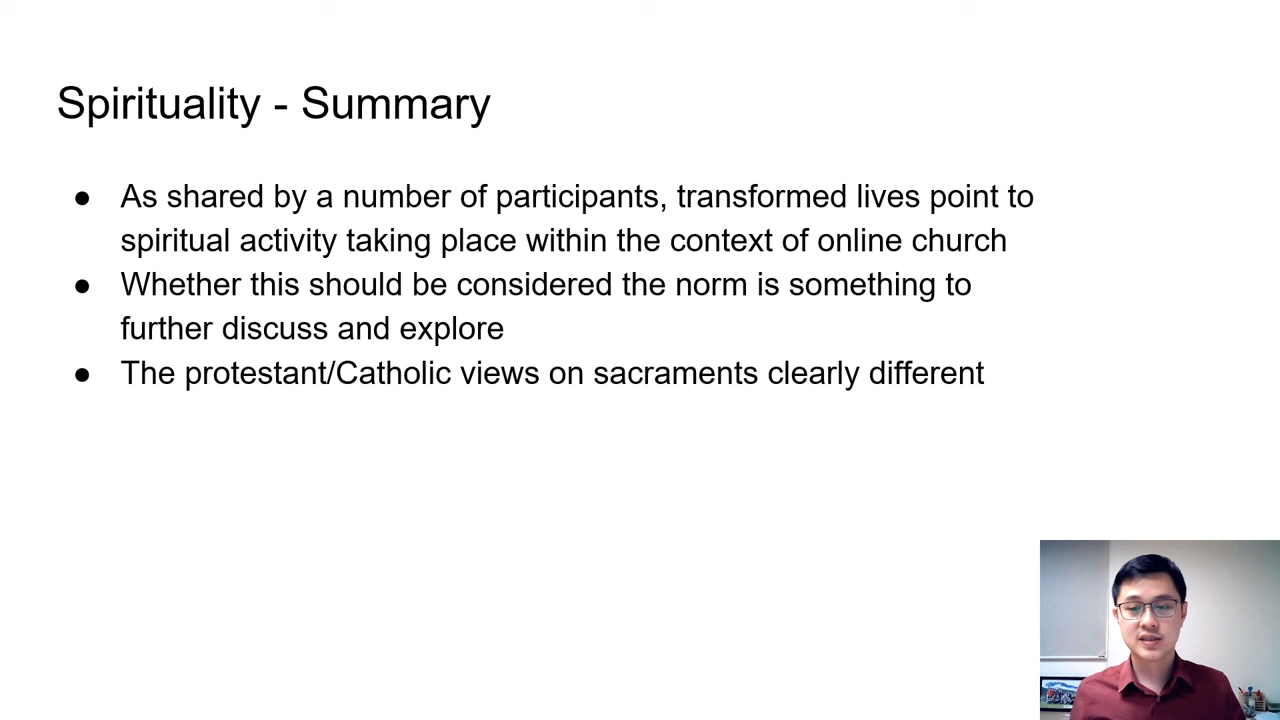 Spirituality - Summary
● As shared by a number of participants, transformed lives point to
spiritual activity taking place within the context of online church
● Whether this should be considered the norm is something to
further discuss and explore
● The protestant/Catholic views on sacraments clearly different